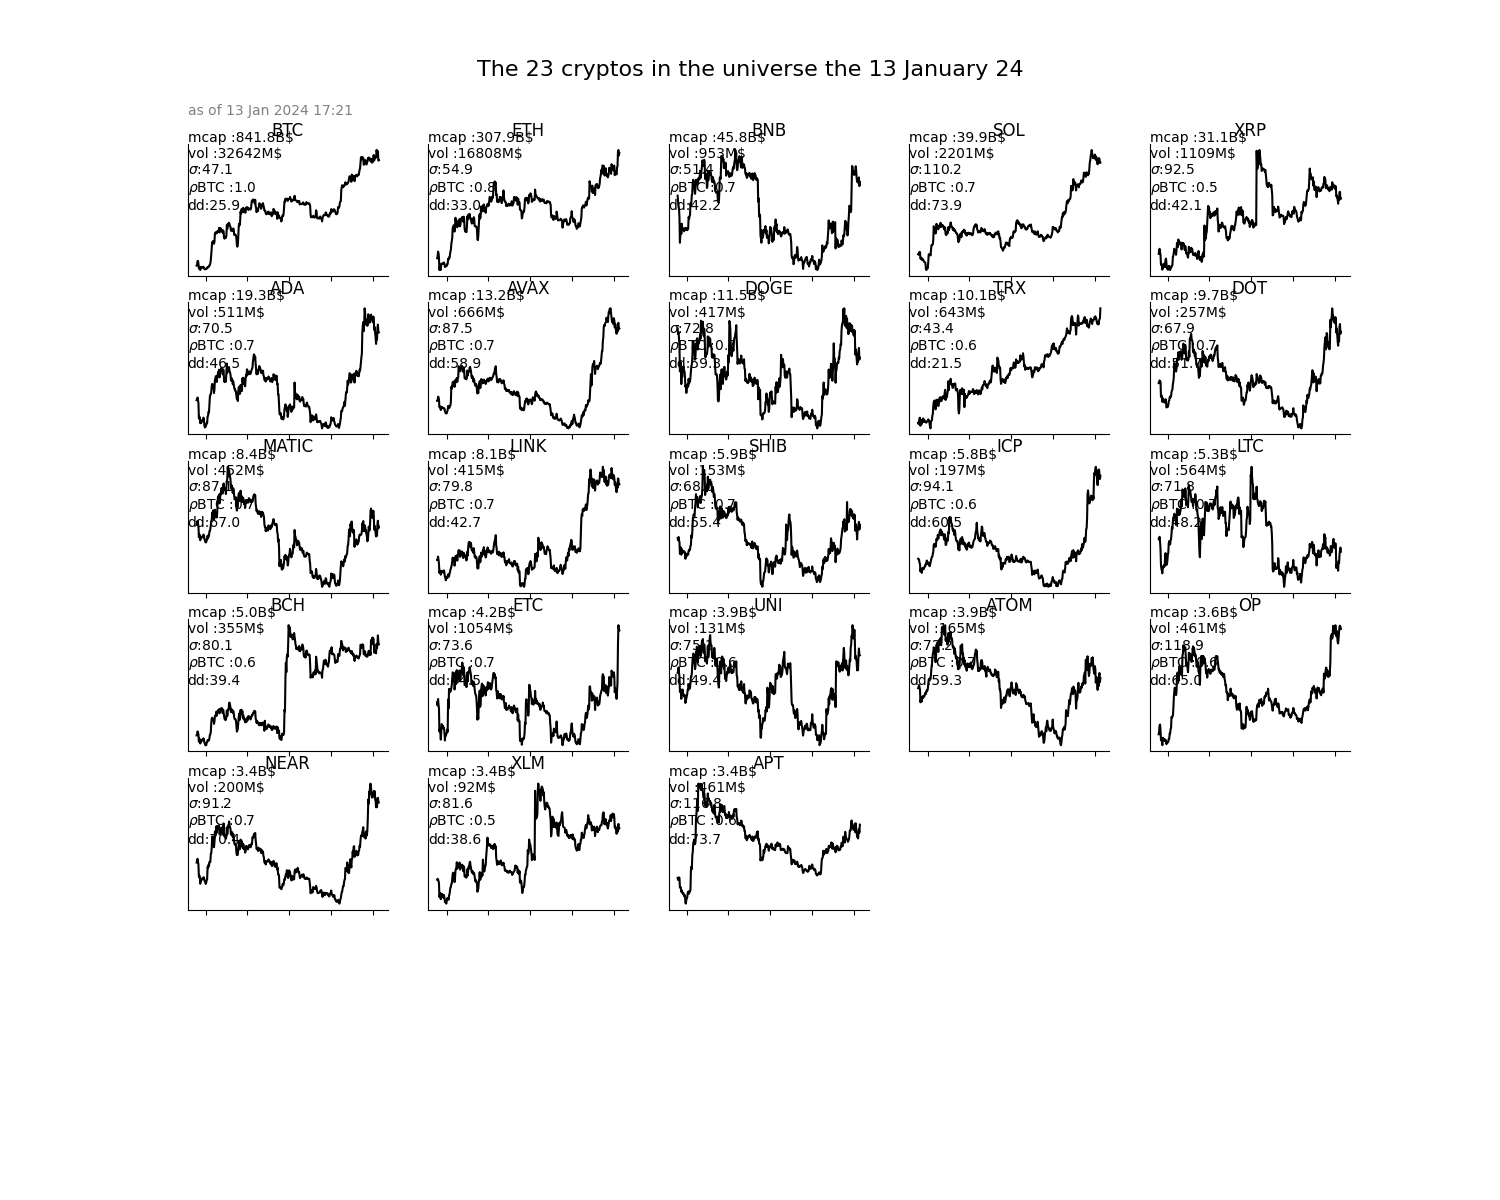 The 23 cryptos in the universe the 13 January 24
as of 13 Jan 2024 17:21
BTC
mcap :841.8B$
vol :32642M$
σ:47.1
ρBTC :1.0
dd:25.9
ETH
mcap :307.9B$
vol :16808M$
σ:54.9
ρBTC :0.8
dd:33.0
BNB
mcap :45.8B$
vol :953M$
σ:51.4
ρBTC :0.7
dd:42.2
SOL
mcap :39.9B$
vol :2201M$
σ:110.2
ρBTC :0.7
dd:73.9
XRP
mcap :31.1B$
vol :1109M$
σ:92.5
ρBTC :0.5
dd:42.1
ADA
mcap :19.3B$
vol :511M$
σ:70.5
ρBTC :0.7
dd:46.5
AVAX
mcap :13.2B$
vol :666M$
σ:87.5
ρBTC :0.7
dd:58.9
DOGE
mcap :11.5B$
vol :417M$
σ:72.8
ρBTC
dd:59.3
TRX
mcap :10.1B$
vol :643M$
σ:43.4
ρBTC :0.6
dd:21.5
DOT
mcap :9.7B$
vol :257M$
σ:67.9
ρBTC :0.7
MATIC
mcap :8.4B$
vol :452M$
ρBTC :0.7
dd:67.0
LINK
mcap :8.1B$
vol :415M$
σ:79.8
ρBTC :0.7
dd:42.7
SHIB
mcap :5.9B$
vol :153M$
ρBTC :0.7
dd:55.4
ICP
mcap :5.8B$
vol :197M$
σ:94.1
ρBTC :0.6
dd:60.5
LTC
mcap :5.3B$
vol :564M$
σ:71.8
ρBTC :0.7
dd:48.2
BCH
mcap :5.0B$
vol :355M$
σ:80.1
ρBTC :0.6
dd:39.4
ETC
mcap :4.2B$
vol :1054M$
σ:73.6
ρBTC :0.7
UNI
mcap :3.9B$
vol :131M$
ρBTC :0.6
dd:49.4
ATOM
mcap :3.9B$
vol :165M$
ρBTC :0.7
dd:59.3
OP
mcap :3.6B$
vol :461M$
σ:113.9
ρBTC :0.6
dd:65.0
NEAR
mcap :3.4B$
vol :200M$
σ:91.2
ρBTC :0.7
dd:70.4
XLM
mcap :3.4B$
vol :92M$
σ:81.6
ρBTC :0.5
dd:38.6
APT
mcap :3.4B$
vol :461M$
ρBTC :0.6
dd:73.7